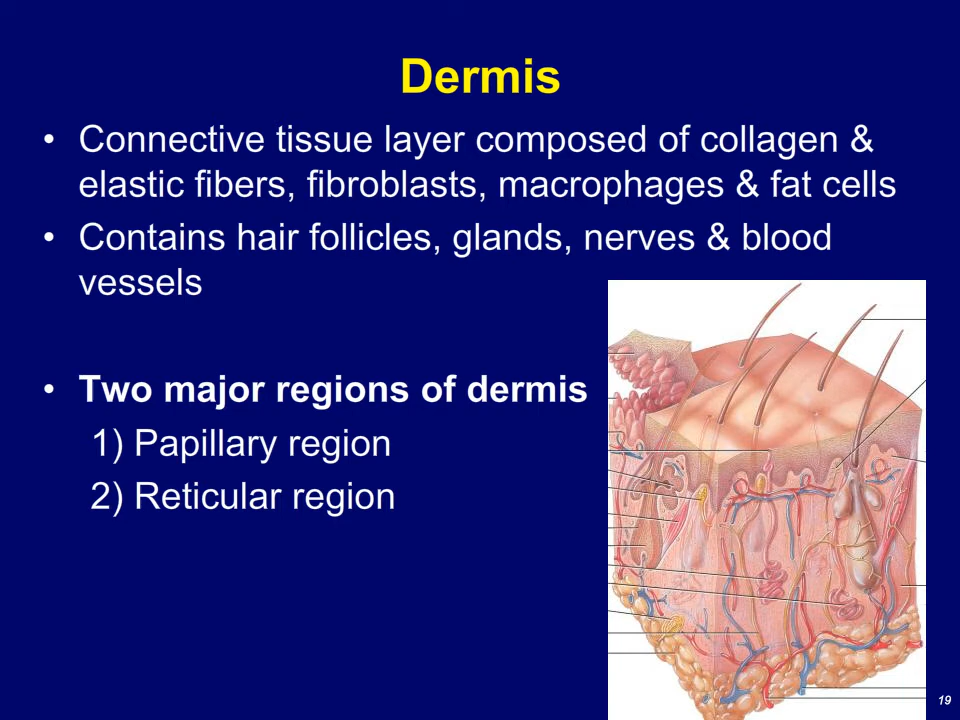 Dermis
• Connective tissue layer composed of collagen &
elastic fibers, fibroblasts, macrophages & fat cells
• Contains hair follicles, glands, nerves & blood
vessels
• Two major regions of dermis
1) Papillary region
2) Reticular region
19